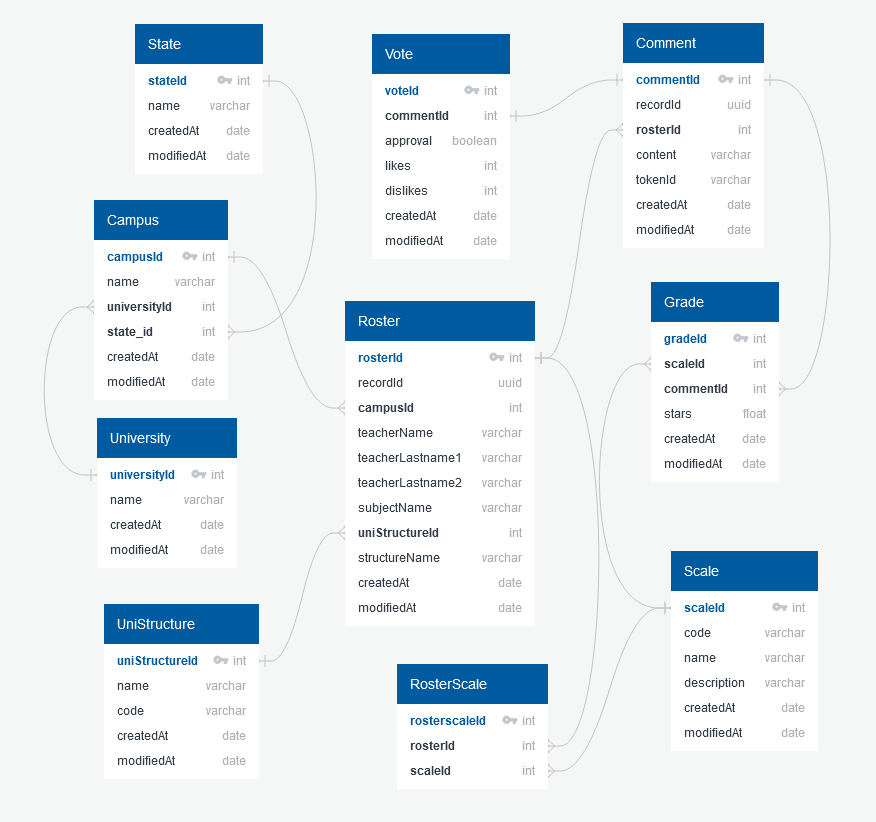 State
stateId int
name varchar
createdAt date
modifiedAt date
Vote
voteId int
commentId int
approval boolean
likes int
dislikes int
createdAt date
modifiedAt date
Comment
commentId int
recordId uuid
rosterId int
content varchar
tokenId varchar
createdAt date
modifiedAt date
Campus
campusId int
name varchar
universityId int
state_id int
createdAt date
modifiedAt date
Roster
rosterId int
recordId uuid
campusId int
teacherName varchar
teacherLastname1 varchar
teacherLastname2 varchar
subjectName varchar
uniStructureId int
structureName varchar
createdAt date
modifiedAt date
Grade
gradeId int
scaleId int
commentId int
stars float
createdAt date
modifiedAt date
University
universityId int
name varchar
createdAt date
modifiedAt date
UniStructure
uniStructureId int
name varchar
code varchar
createdAt date
modifiedAt date
RosterScale
rosterscaleId int
rosterId int
scaleId int
Scale
scaleId int
code varchar
name varchar
description varchar
createdAt date
modifiedAt date